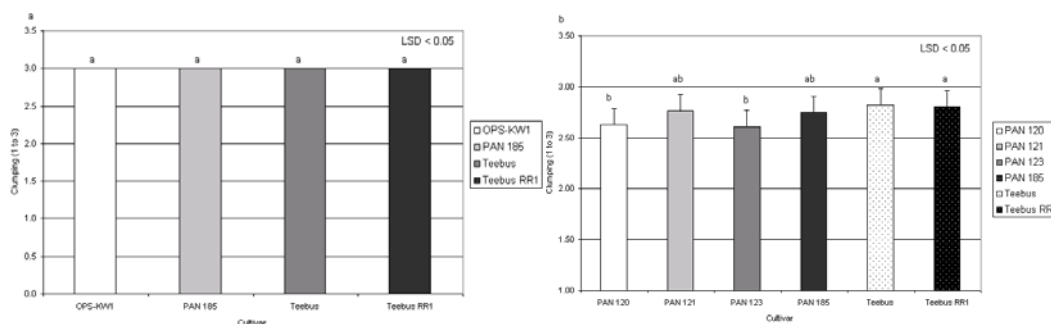 a
3.5
LSD < 0.05
a a a a
3.0
2.5
2.0
1.5
1.0
0.5
0.0
Clumping (1 to 3)
OPS-KW1 PAN 185 Teebus Teebus RR1
Cultivar
OPS-KW1
PAN 185
Teebus
Teebus RR1
b
3.50
LSD < 0.05
3.00
b ab b ab a a
2.50
2.00
1.50
1.00
Clumping (1 to 3)
PAN 120 PAN 121 PAN 123 PAN 185 Teebus Teebus RR1
Cultivar
PAN 120
PAN 121
PAN 123
PAN 185
Teebus
Teebus RR